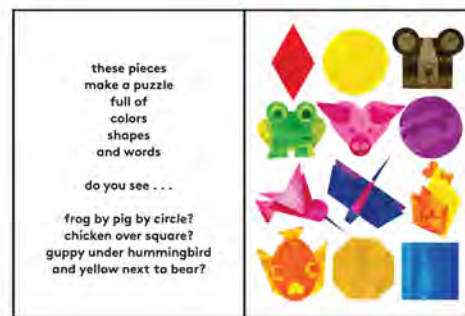 these pieces
make a puzzle
full of
colors
shapes
and words
do you see . . .
frog by pig by circle?
chicken over square?
guppy under hummingbird
and yellow next to bear?